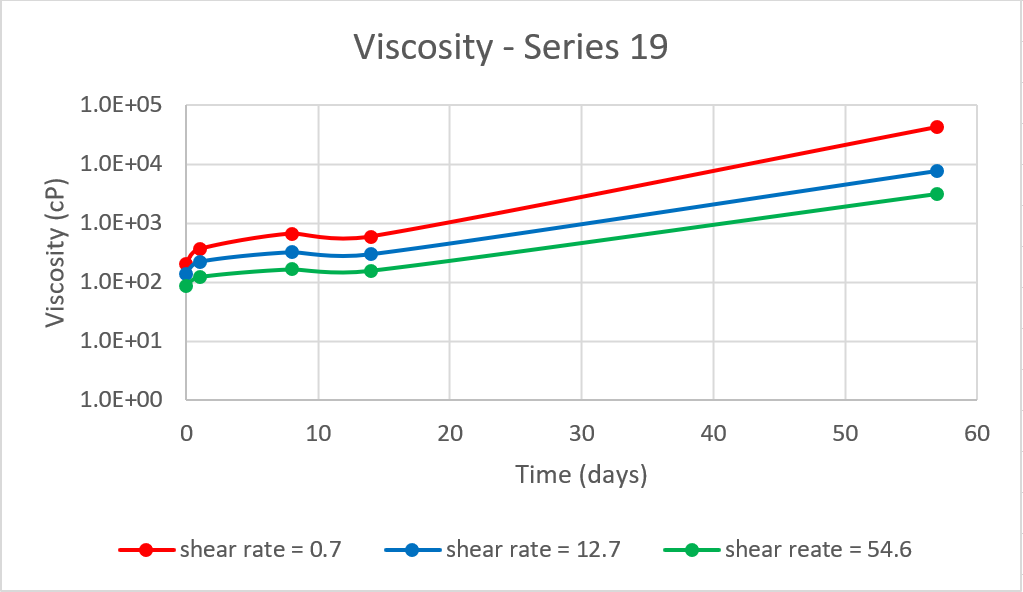 Viscosity - Series 19
1.0E+05
1.0E+04
1.0E+03
1.0E+02
1.0E+01
1.0E+00
Viscosity (cP)
0 10 20 30 40 50 60
Time (days)
shear rate = 0.7 shear rate = 12.7 shear reate = 54.6